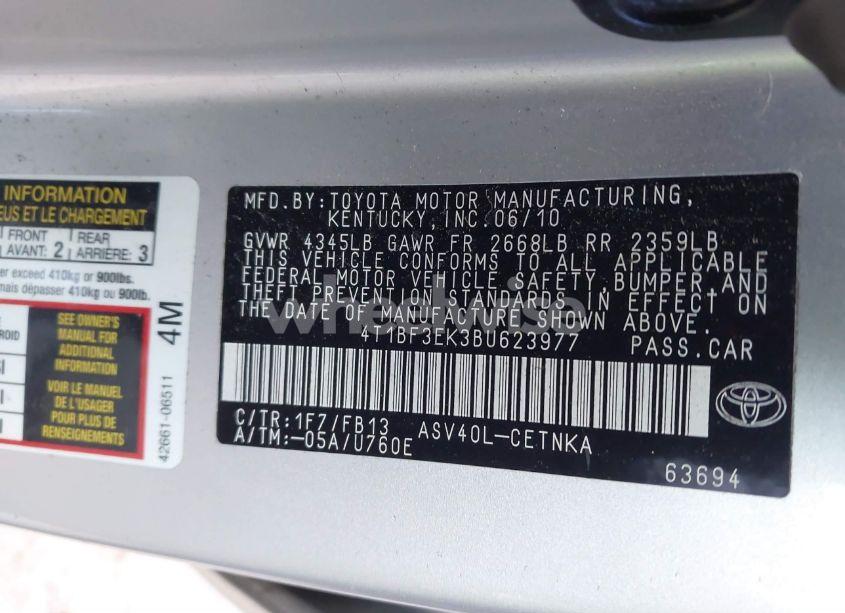 INFORMATION
EUS ET LE CHARGEMENT
FRONT
AVANT: 2
REAR
ARRIÈRE: 3
er exceed 410kg or 900lbs.
mais dépasser 410kg ou 900lb.
SEE OWNER'S
MANUAL FOR
ADDITIONAL
INFORMATION
VOIR LE MANUEL
DE L'USAGER
POUR PLUS DE
RENSEIGNEMENTS
4M
42661-06511
MFD.BY:TOYOTA MOTOR MANUFACTURING,
KENTUCKY,INC.06/10
GVWR 4345LB GAWR FR 2668LB RR 2359LB
THIS VEHICLE CONFORMS TO ALL APPLICABLE
FEDERAL MOTOR VEHICLE SAFETY,BUMPER,AND
THEFT PREVENTION STANDARDS IN EFFECT ON
THE DATE OF MANUFACTURE SHOWN ABOVE.
4T1BF3EK3BU623977 PASS.CAR
C/TR:1F7/FB13 ASV40L-CETNKA
A/TM:-05A/U760E
63694
wheelwise